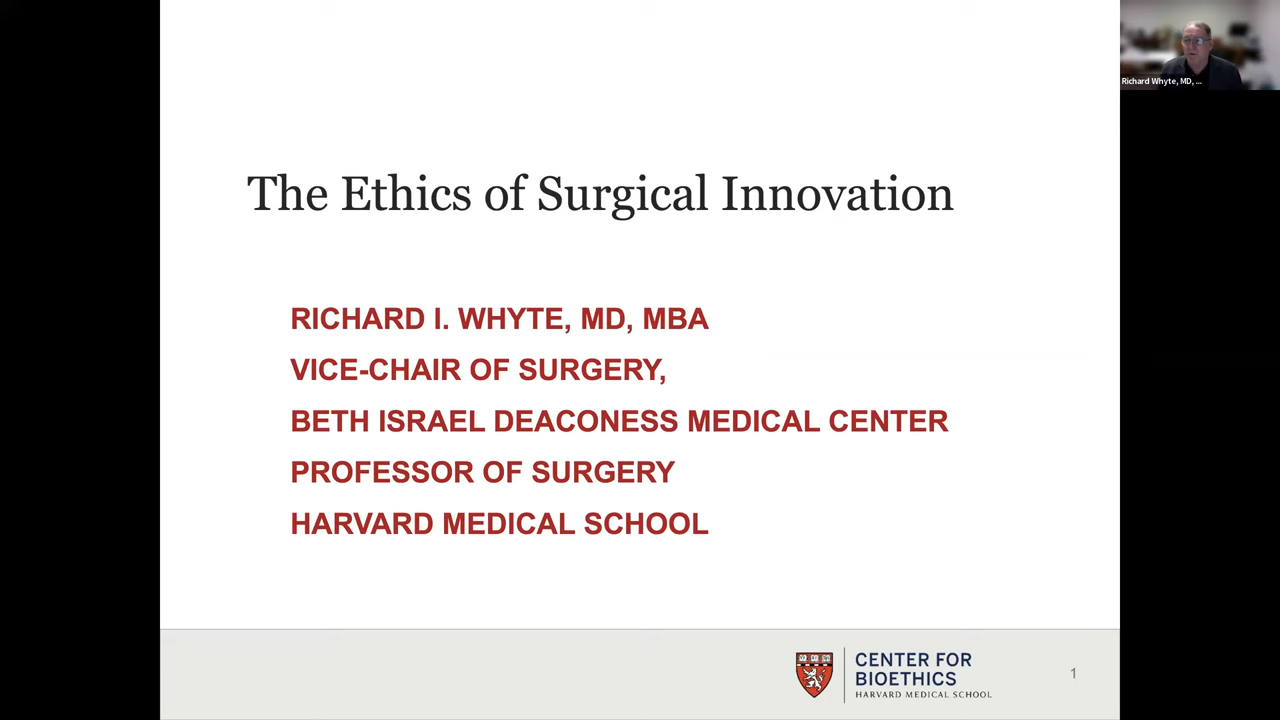 Richard Whyte, MD, ...
The Ethics of Surgical Innovation
RICHARD I. WHYTE, MD, MBA
VICE-CHAIR OF SURGERY,
BETH ISRAEL DEACONESS MEDICAL CENTER
PROFESSOR OF SURGERY
HARVARD MEDICAL SCHOOL
CENTER FOR
BIOETHICS
HARVARD MEDICAL SCHOOL
1